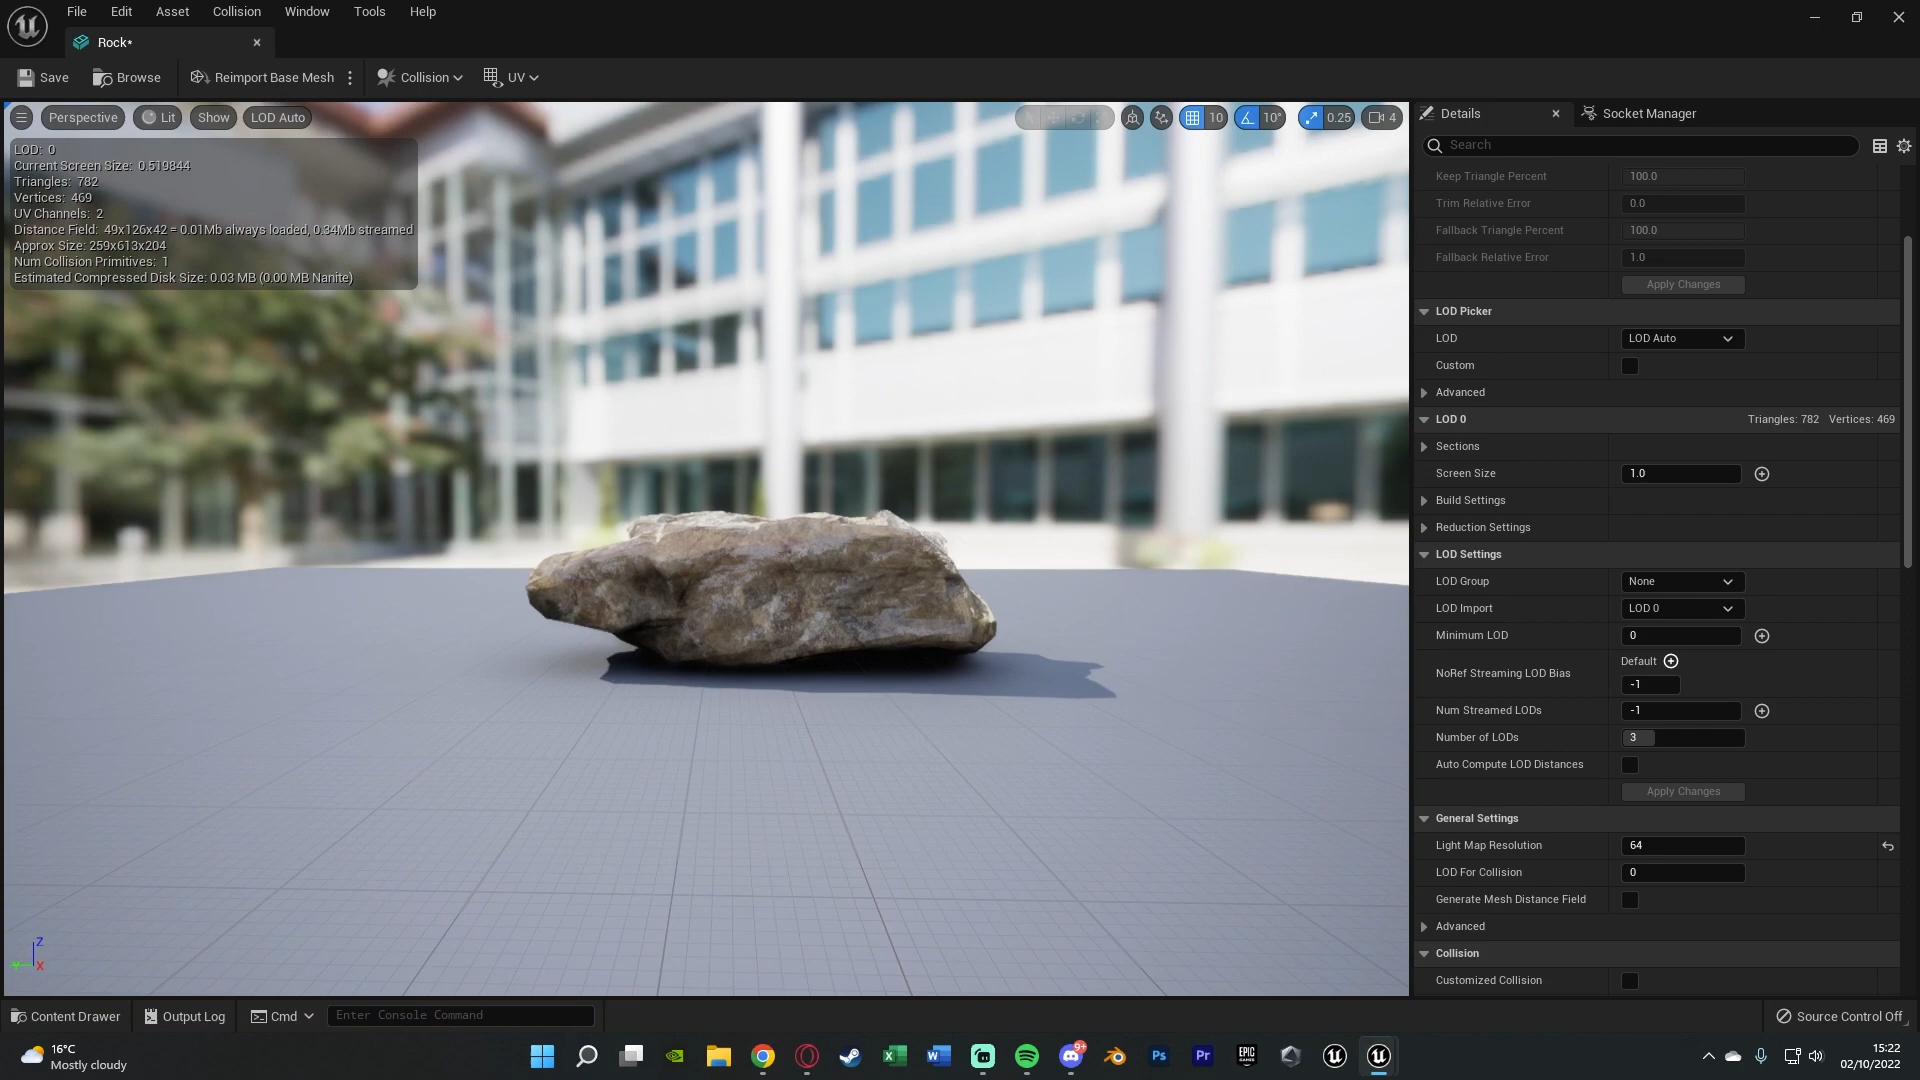 File Edit Asset Collision Window Tools Help
Rock*
Save Browse Reimport Base Mesh Collision UV
Perspective Lit Show LOD Auto 10 10° 0.25 4
LOD: 0
Current Screen Size: 0.519844
Triangles: 782
Vertices: 469
UV Channels: 2
Distance Field: 49x126x42 = 0.01Mb always loaded, 0.34Mb streamed
Approx Size: 259x613x204
Num Collision Primitives: 1
Estimated Compressed Disk Size: 0.03 MB (0.00 MB Nanite)
Z
Y X
Details Socket Manager
Search
Keep Triangle Percent 100.0
Trim Relative Error 0.0
Fallback Triangle Percent 100.0
Fallback Relative Error 1.0
Apply Changes
LOD Picker
LOD LOD Auto
Custom
Advanced
LOD 0 Triangles: 782 Vertices: 469
Sections
Screen Size 1.0
Build Settings
Reduction Settings
LOD Settings
LOD Group None
LOD Import LOD 0
Minimum LOD 0
NoRef Streaming LOD Bias Default
-1
Num Streamed LODs -1
Number of LODs 3
Auto Compute LOD Distances
Apply Changes
General Settings
Light Map Resolution 64
LOD For Collision 0
Generate Mesh Distance Field
Advanced
Collision
Customized Collision
Content Drawer Output Log Cmd Enter Console Command Source Control Off
16°C
Mostly cloudy
9+
Ps Pr EPIC GAMES
15:22
02/10/2022